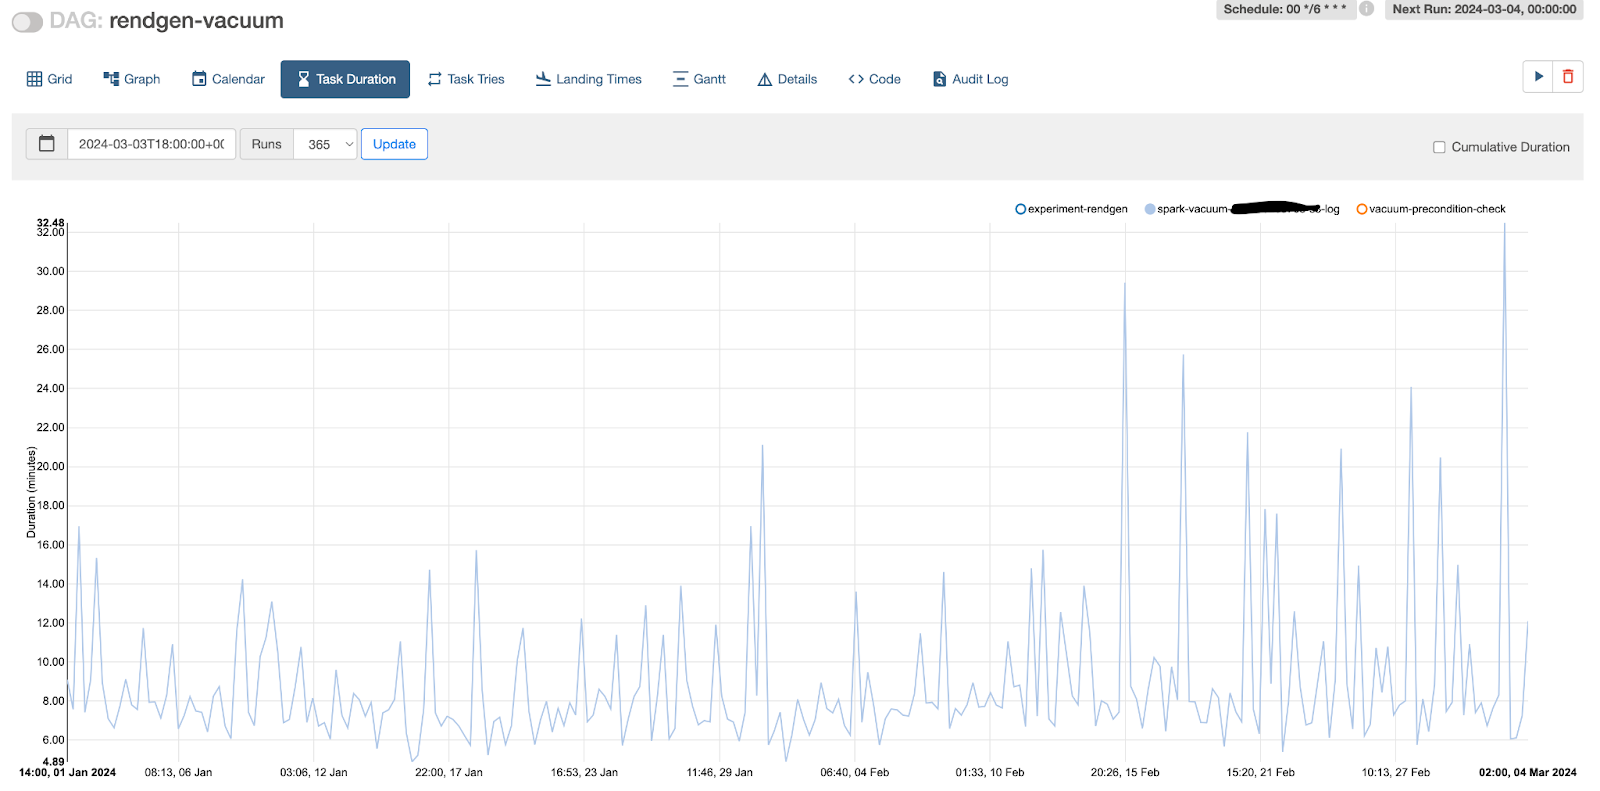 DAG: rendgen-vacuum
Schedule: 00 */6 * * *
Next Run: 2024-03-04, 00:00:00
Grid
Graph
Calendar
Task Duration
Task Tries
Landing Times
Gantt
Details
Code
Audit Log
2024-03-03T18:00:00+00
Runs
365
Update
Cumulative Duration
experiment-rendgen
spark-vacuum-
-log
vacuum-precondition-check
32.48
32.00
30.00
28.00
26.00
24.00
22.00
20.00
18.00
16.00
14.00
12.00
10.00
8.00
6.00
4.89
Duration (minutes)
14:00, 01 Jan 2024
08:13, 06 Jan
03:06, 12 Jan
22:00, 17 Jan
16:53, 23 Jan
11:46, 29 Jan
06:40, 04 Feb
01:33, 10 Feb
20:26, 15 Feb
15:20, 21 Feb
10:13, 27 Feb
02:00, 04 Mar 2024